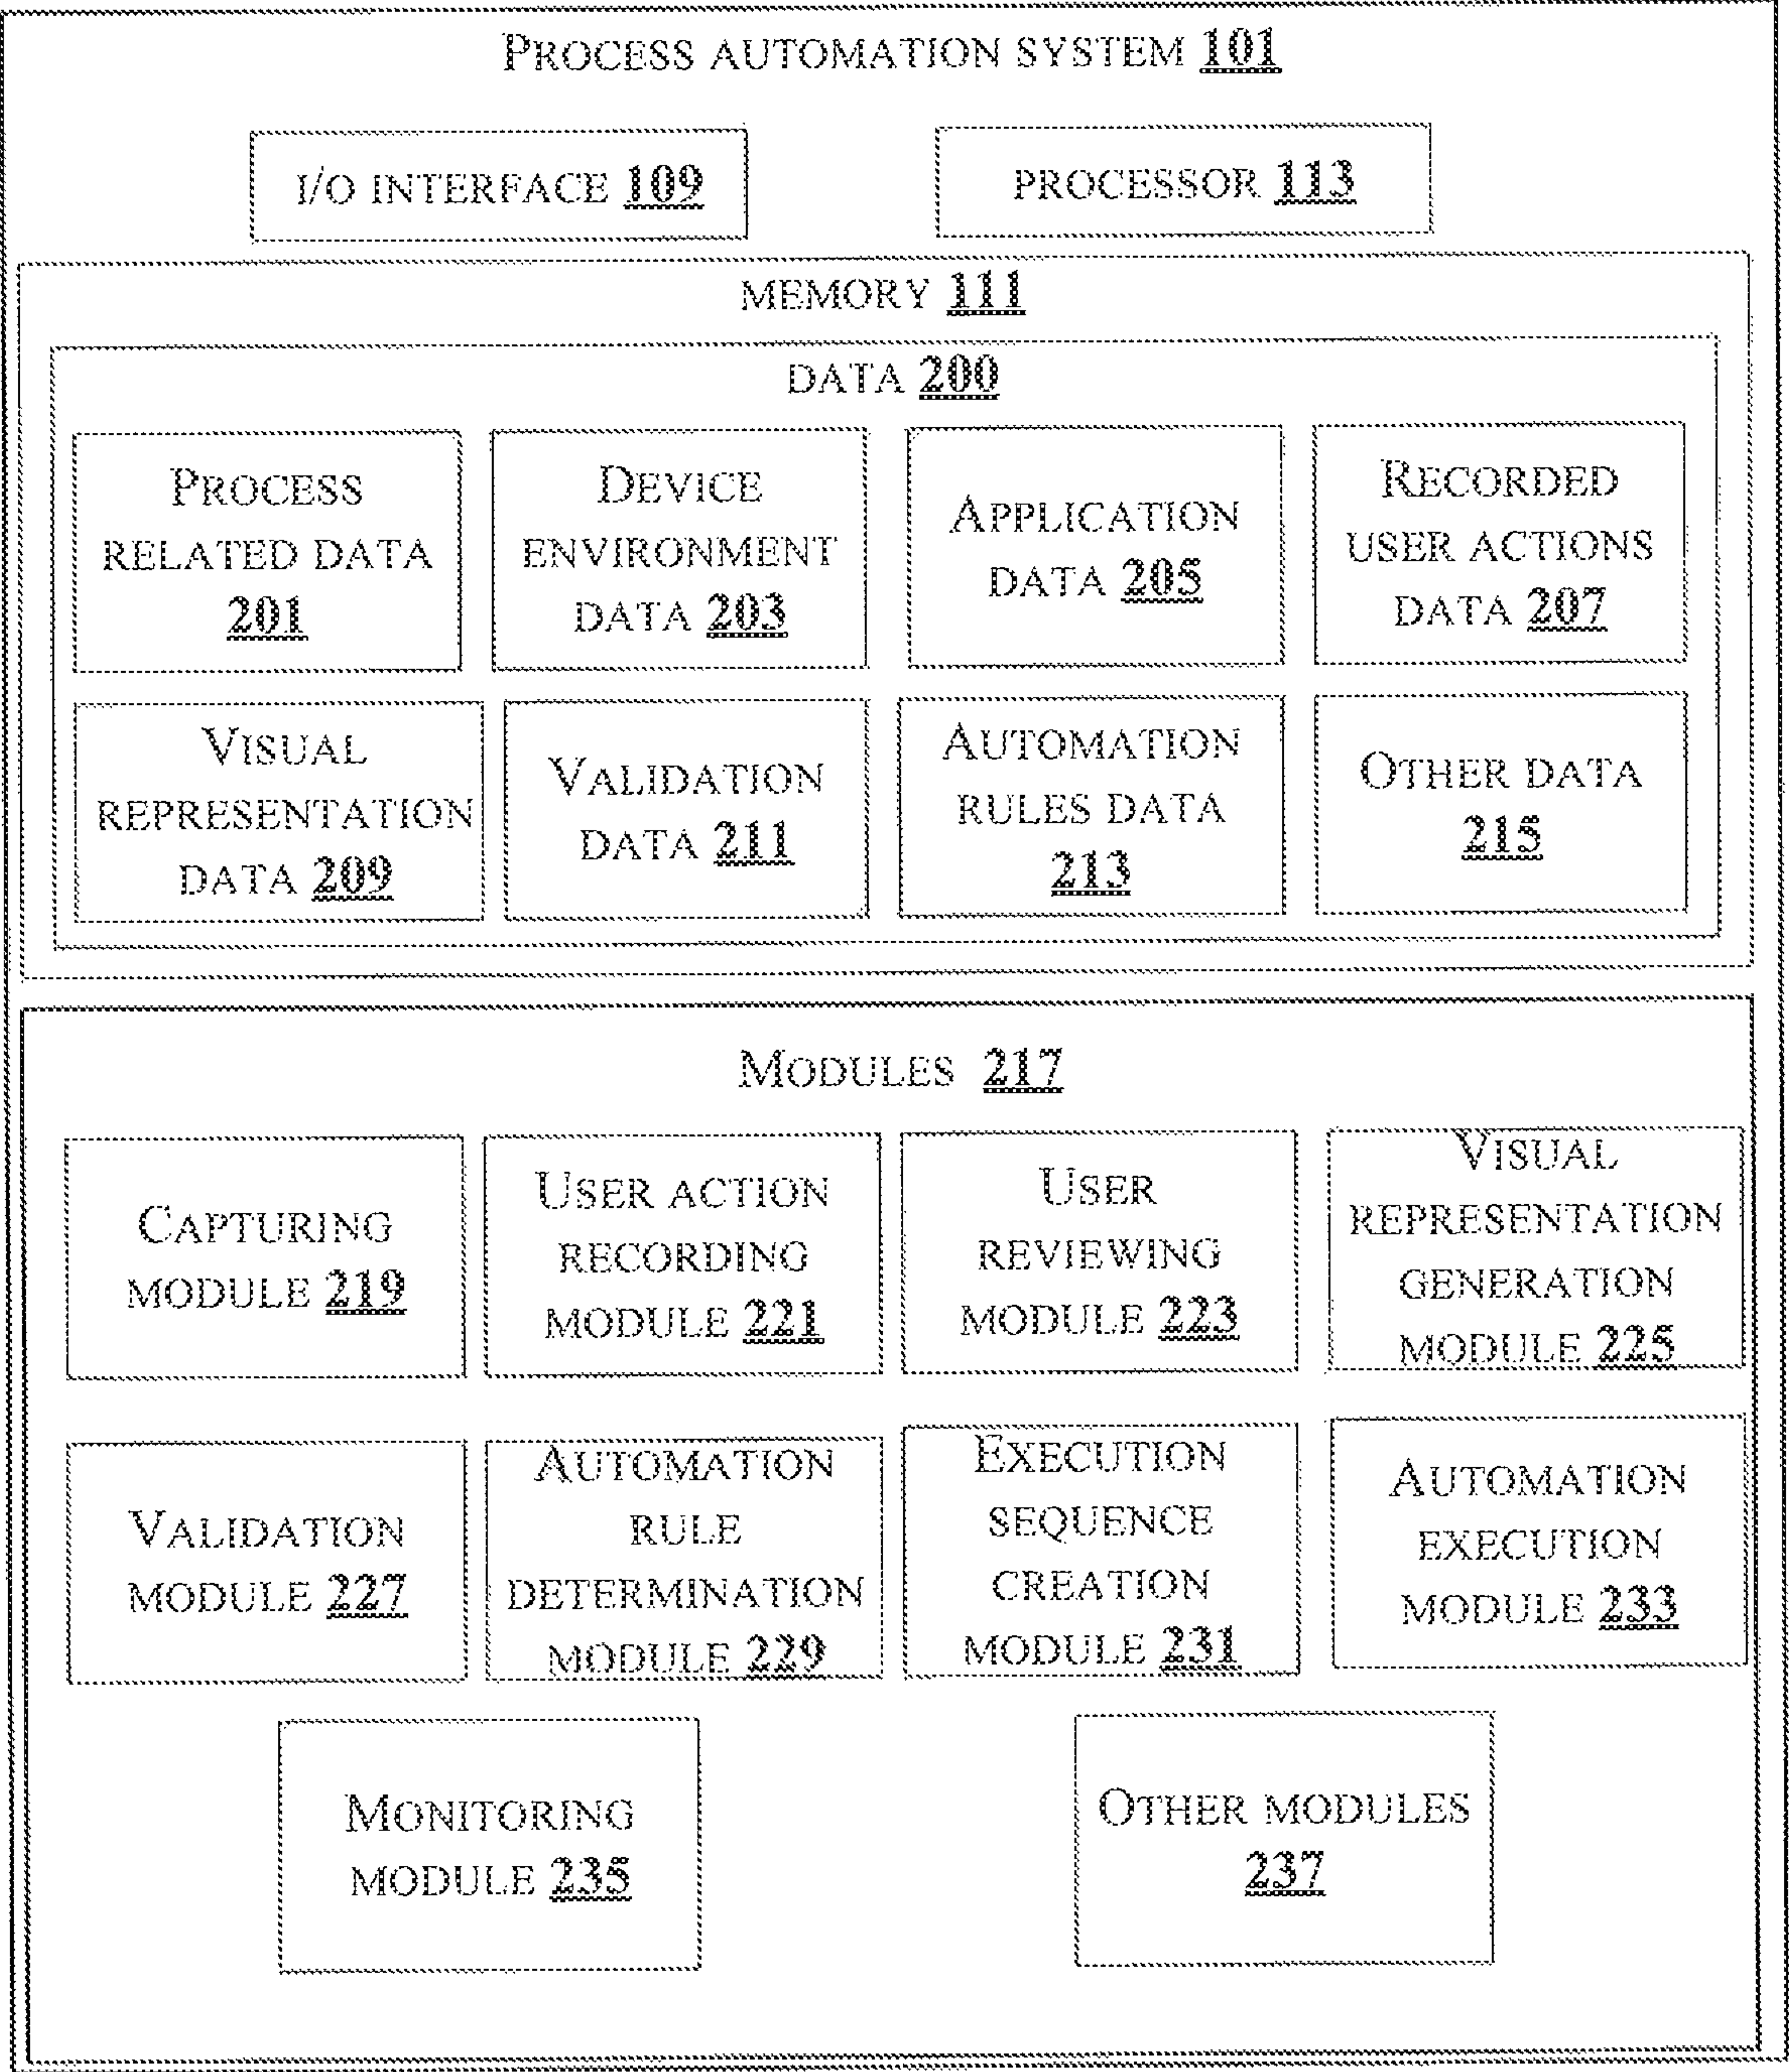 PROCESS AUTOMATION SYSTEM 101
I/O INTERFACE 109
PROCESSOR 113
MEMORY 111
DATA 200
PROCESS
RELATED DATA
201
DEVICE
ENVIRONMENT
DATA 203
APPLICATION
DATA 205
RECORDED
USER ACTIONS
DATA 207
VISUAL
REPRESENTATION
DATA 209
VALIDATION
DATA 211
AUTOMATION
RULES DATA
213
OTHER DATA
215
MODULES 217
CAPTURING
MODULE 219
USER ACTION
RECORDING
MODULE 221
USER
REVIEWING
MODULE 223
VISUAL
REPRESENTATION
GENERATION
MODULE 225
VALIDATION
MODULE 227
AUTOMATION
RULE
DETERMINATION
MODULE 229
EXECUTION
SEQUENCE
CREATION
MODULE 231
AUTOMATION
EXECUTION
MODULE 233
MONITORING
MODULE 235
OTHER MODULES
237